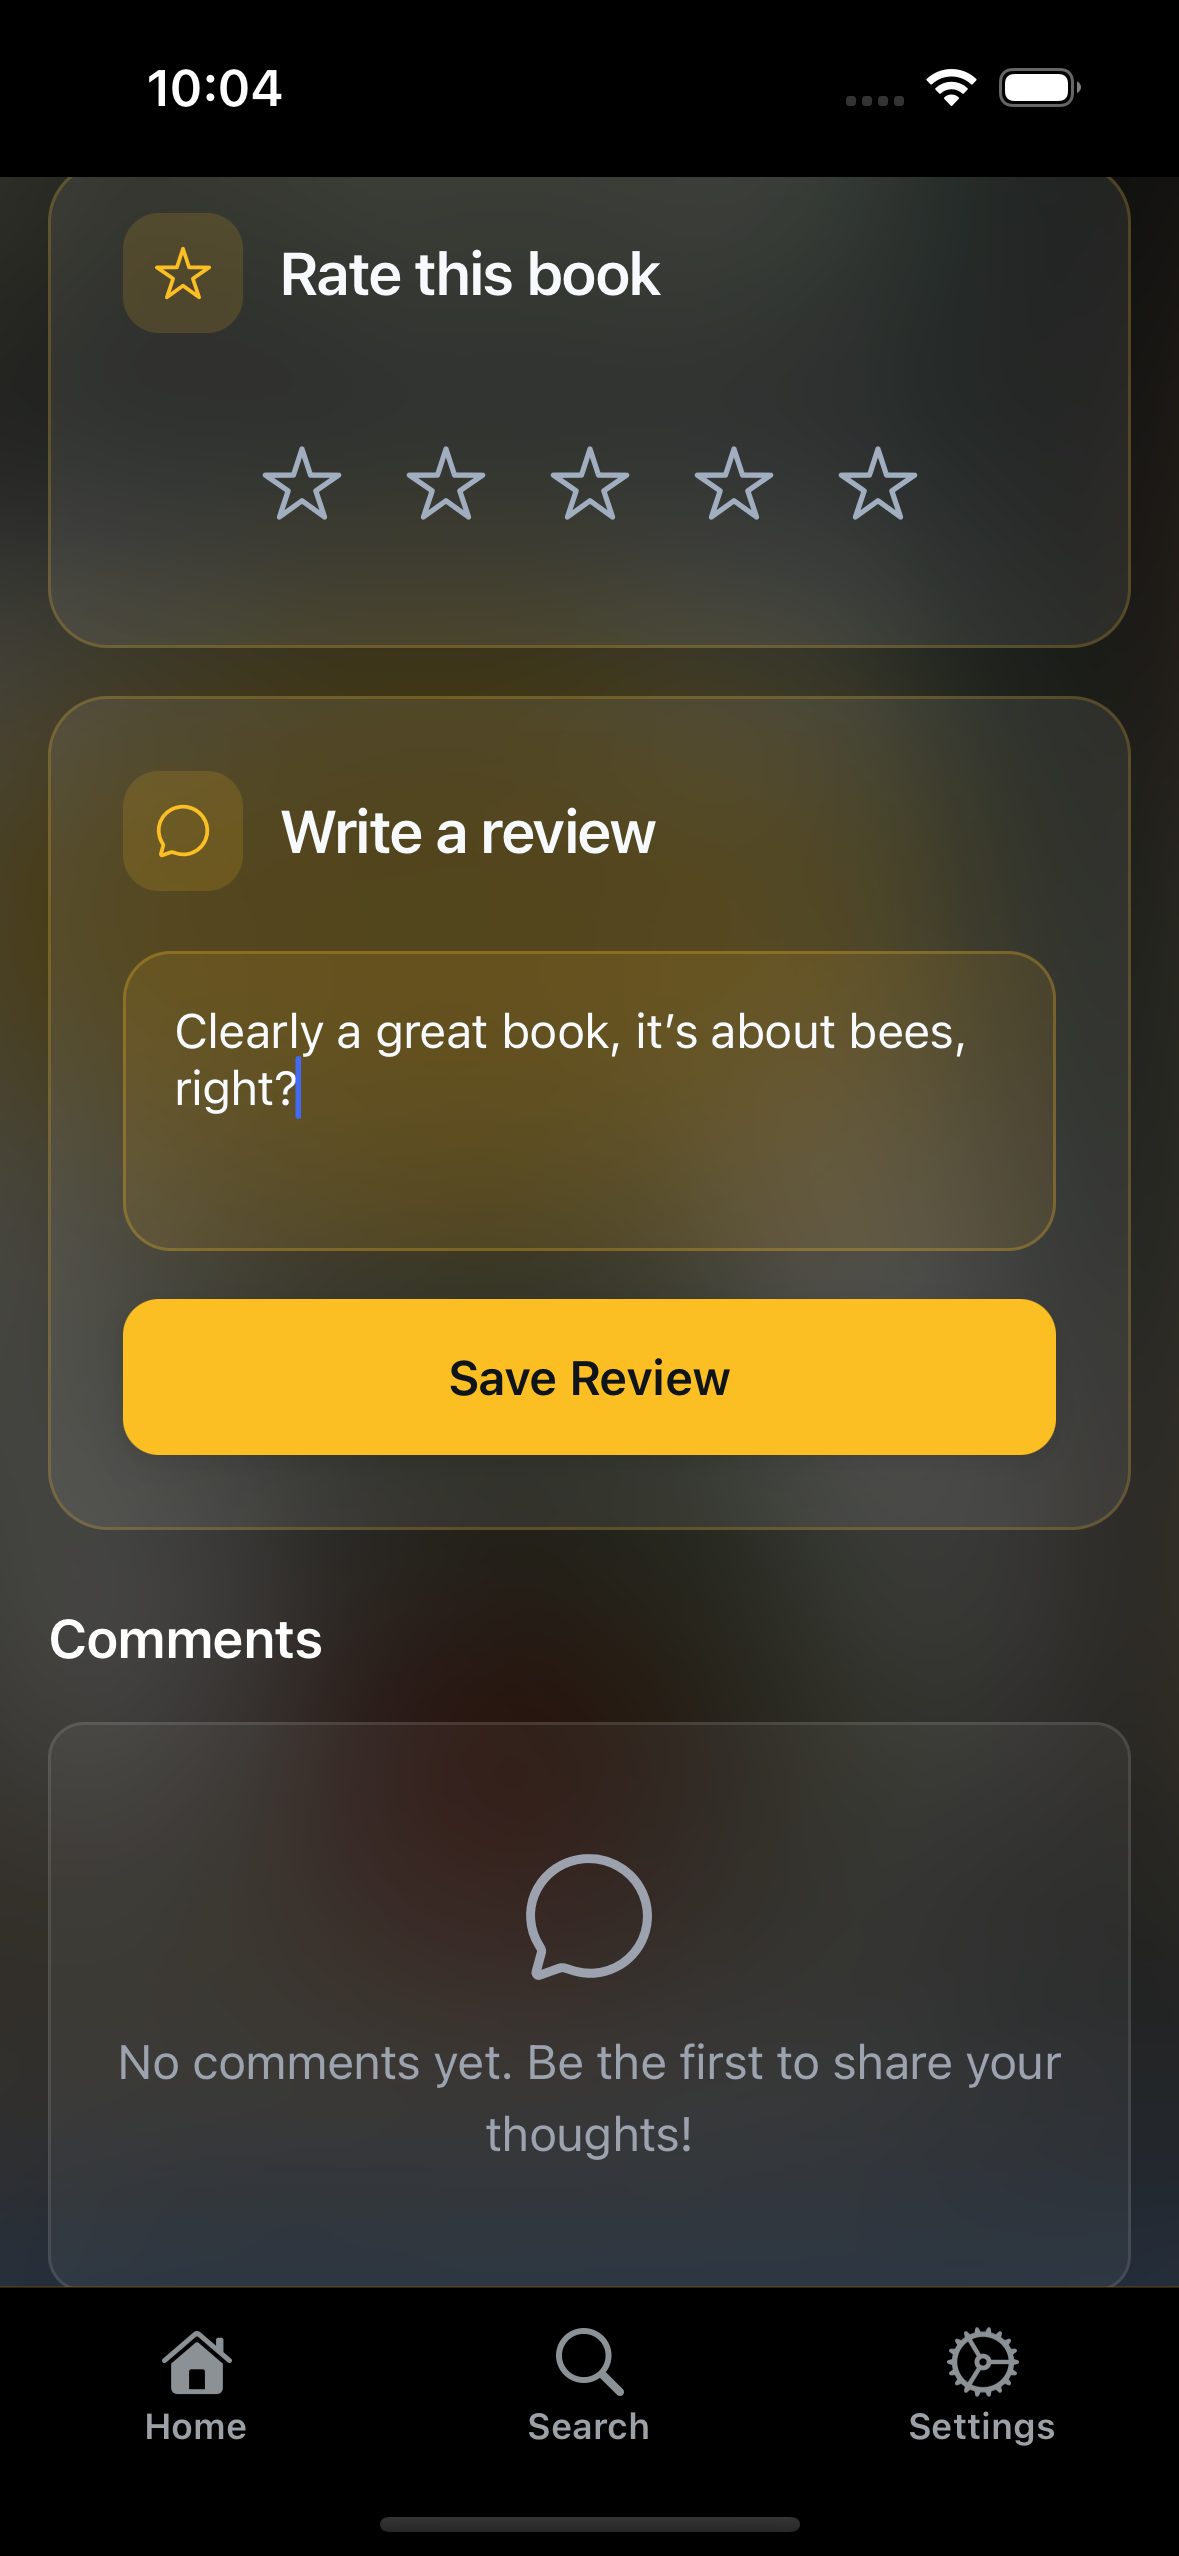 10:04
Rate this book
Write a review
Clearly a great book, it’s about bees,
right?
Save Review
Comments
No comments yet. Be the first to share your
thoughts!
Home
Search
Settings